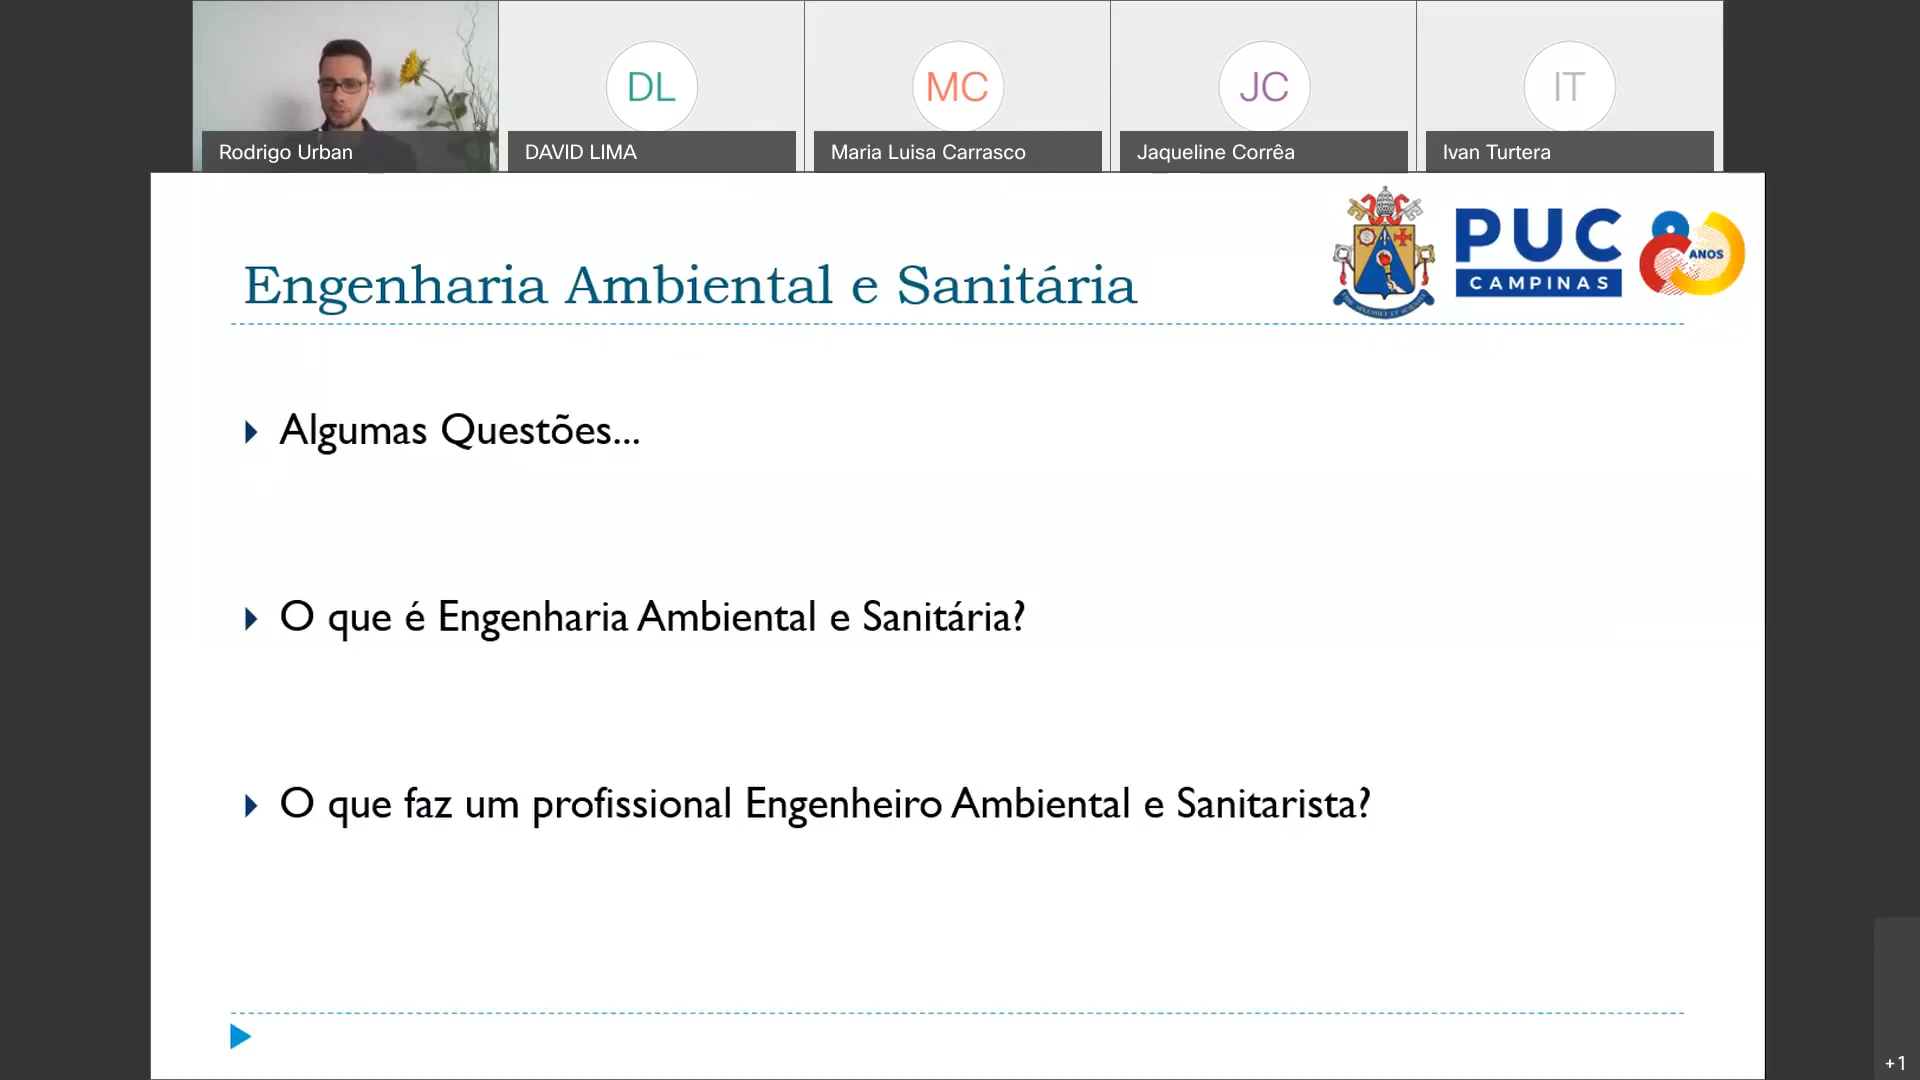 DL
MC
JC
IT
Rodrigo Urban
DAVID LIMA
Maria Luisa Carrasco
Jaqueline Corrêa
Ivan Turtera
PUC
CAMPINAS
80 ANOS
Engenharia Ambiental e Sanitária
Algumas Questões...
O que é Engenharia Ambiental e Sanitária?
O que faz um profissional Engenheiro Ambiental e Sanitarista?
+1